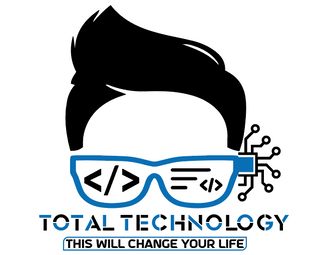 </> </>
TOTAL TECHNOLOGY
THIS WILL CHANGE YOUR LIFE